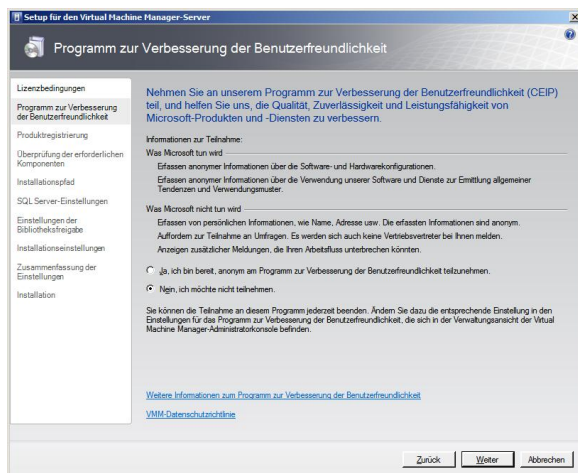 Setup für den Virtual Machine Manager-Server
Programm zur Verbesserung der Benutzerfreundlichkeit
Lizenzbedingungen
Programm zur Verbesserung
der Benutzerfreundlichkeit
Produktregistrierung
Überprüfung der erforderlichen
Komponenten
Installationspfad
SQL Server-Einstellungen
Einstellungen der
Bibliotheksfreigabe
Installationseinstellungen
Zusammenfassung der
Einstellungen
Installation
Nehmen Sie an unserem Programm zur Verbesserung der Benutzerfreundlichkeit (CEIP)
teil, und helfen Sie uns, die Qualität, Zuverlässigkeit und Leistungsfähigkeit von
Microsoft-Produkten und -Diensten zu verbessern.
Informationen zur Teilnahme:
Was Microsoft tun wird
Erfassen anonymer Informationen über die Software- und Hardwarekonfigurationen.
Erfassen anonymer Informationen über die Verwendung unserer Software und Dienste zur Ermittlung allgemeiner
Tendenzen und Verwendungsmuster.
Was Microsoft nicht tun wird
Erfassen von persönlichen Informationen, wie Name, Adresse usw. Die erfassten Informationen sind anonym.
Auffordern zur Teilnahme an Umfragen. Es werden sich auch keine Vertriebsvertreter bei Ihnen melden.
Anzeigen zusätzlicher Meldungen, die Ihren Arbeitsfluss unterbrechen könnten.
Ja, ich bin bereit, anonym am Programm zur Verbesserung der Benutzerfreundlichkeit teilzunehmen.
Nein, ich möchte nicht teilnehmen.
Sie können die Teilnahme an diesem Programm jederzeit beenden. Ändern Sie dazu die entsprechende Einstellung in den
Einstellungen für das Programm zur Verbesserung der Benutzerfreundlichkeit, die sich in der Verwaltungsansicht der Virtual
Machine Manager-Administratorkonsole befinden.
Weitere Informationen zum Programm zur Verbesserung der Benutzerfreundlichkeit
VMM-Datenschutzrichtlinie
Zurück
Weiter
Abbrechen